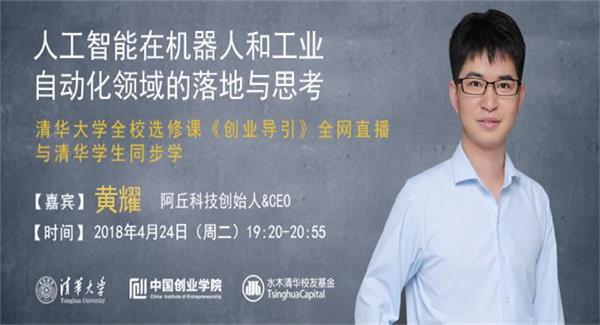 人工智能在机器人和工业
自动化领域的落地与思考
清华大学全校选修课《创业导引》全网直播
与清华学生同步学
【嘉宾】黄耀 阿丘科技创始人&CEO
【时间】2018年4月24日（周二）19:20-20:55
清华大学
Tsinghua University
中国创业学院
China Institute of Entrepreneurship
水木清华校友基金
TsinghuaCapital